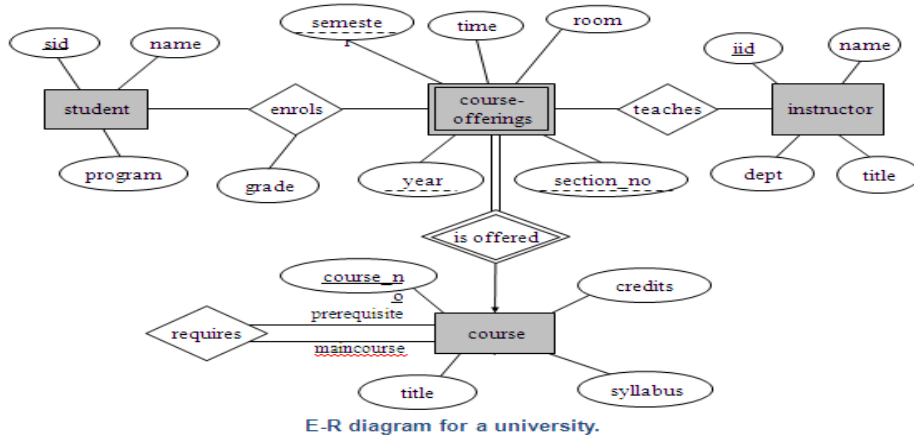 semeste
r
time
room
sid
name
iid
name
student
enrols
course-
offerings
teaches
instructor
program
grade
year
section_no
dept
title
is offered
course_n
o
credits
prerequisite
requires
course
maincourse
title
syllabus
E-R diagram for a university.